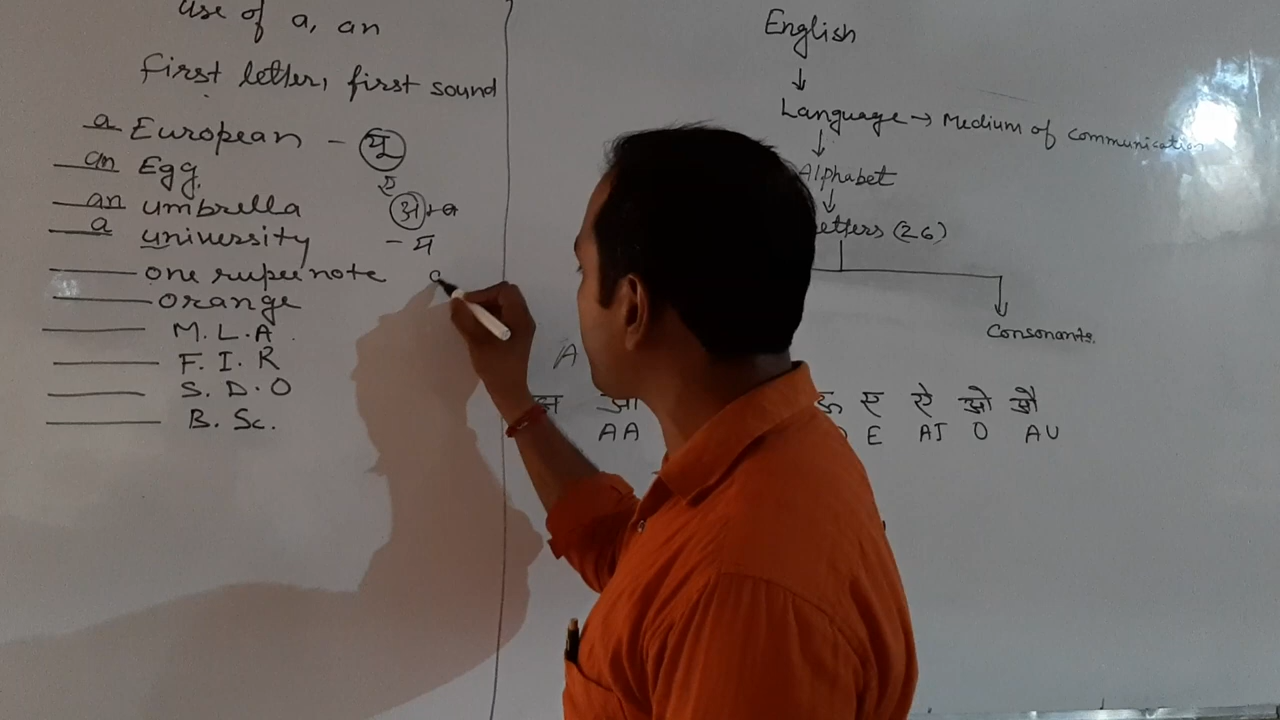 Use of a, an
First letter, first sound
a European - यू
an Egg ए
an umbrella अ+म
a university - य
one rupee note
orange
M.L.A.
F.I.R
S.D.O
B.Sc.
English
↓
Language → Medium of communication
↓
Alphabet
↓
(26)
Consonants.
A
आ ए ऐ ओ औ
AA E AI O AU